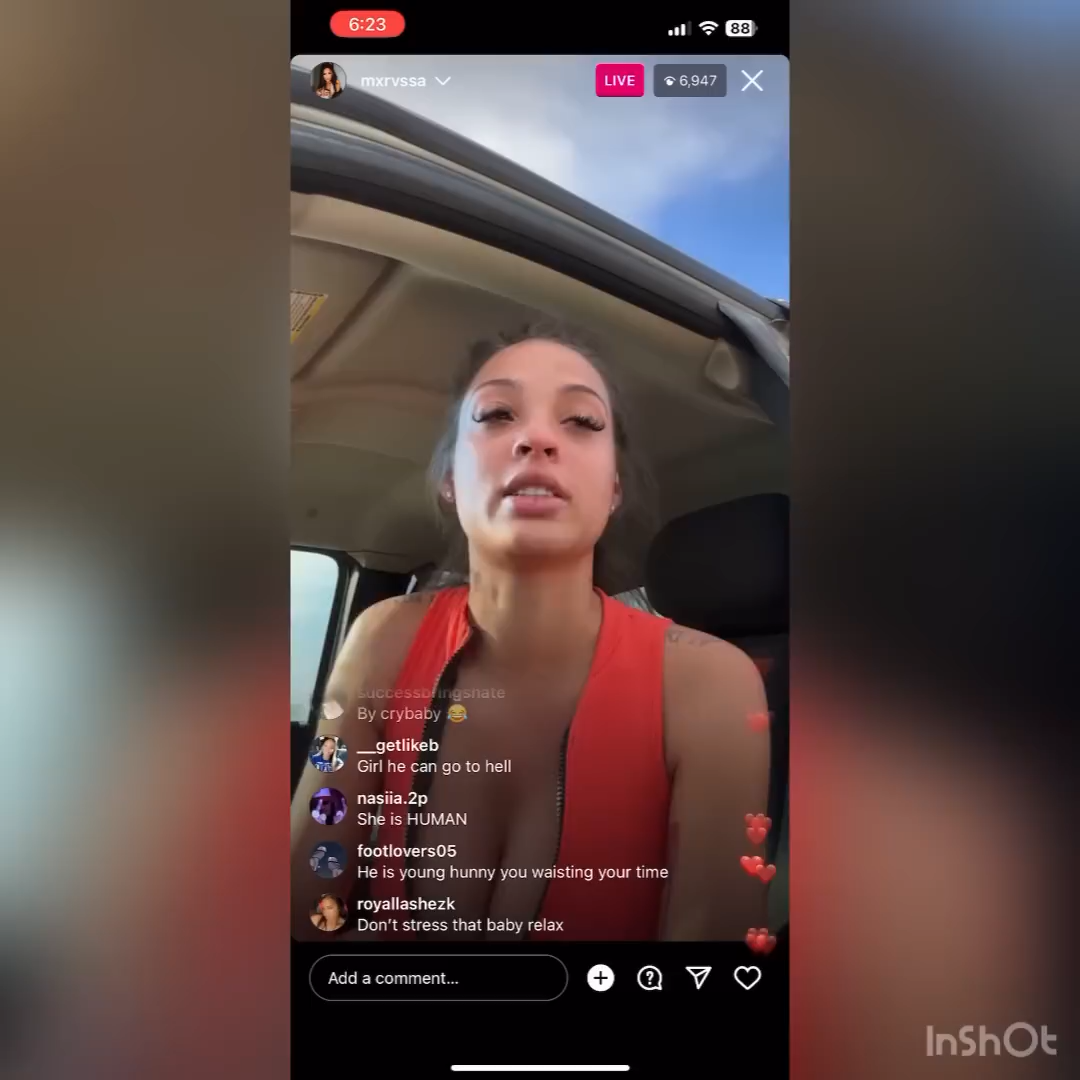 6:23
88
mxrvssa
LIVE
6,947
successbringshate
By crybaby 😂
__getlikeb
Girl he can go to hell
nasiia.2p
She is HUMAN
footlovers05
He is young hunny you waisting your time
royallashezk
Don't stress that baby relax
Add a comment...
InShOt